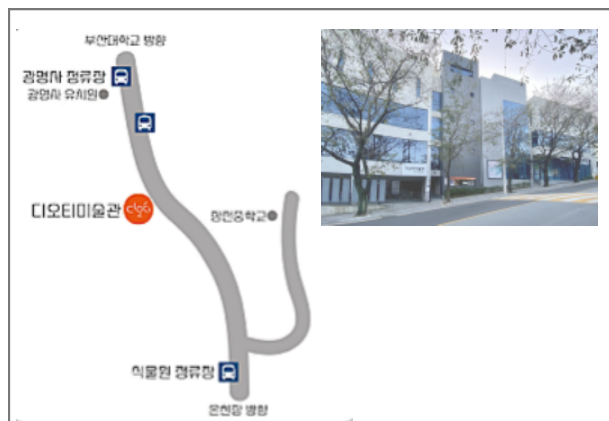 부산대학교 방향
광명사 정류장
광명사 유치원
디오티미술관
장전중학교
식물원 정류장
온천장 방향